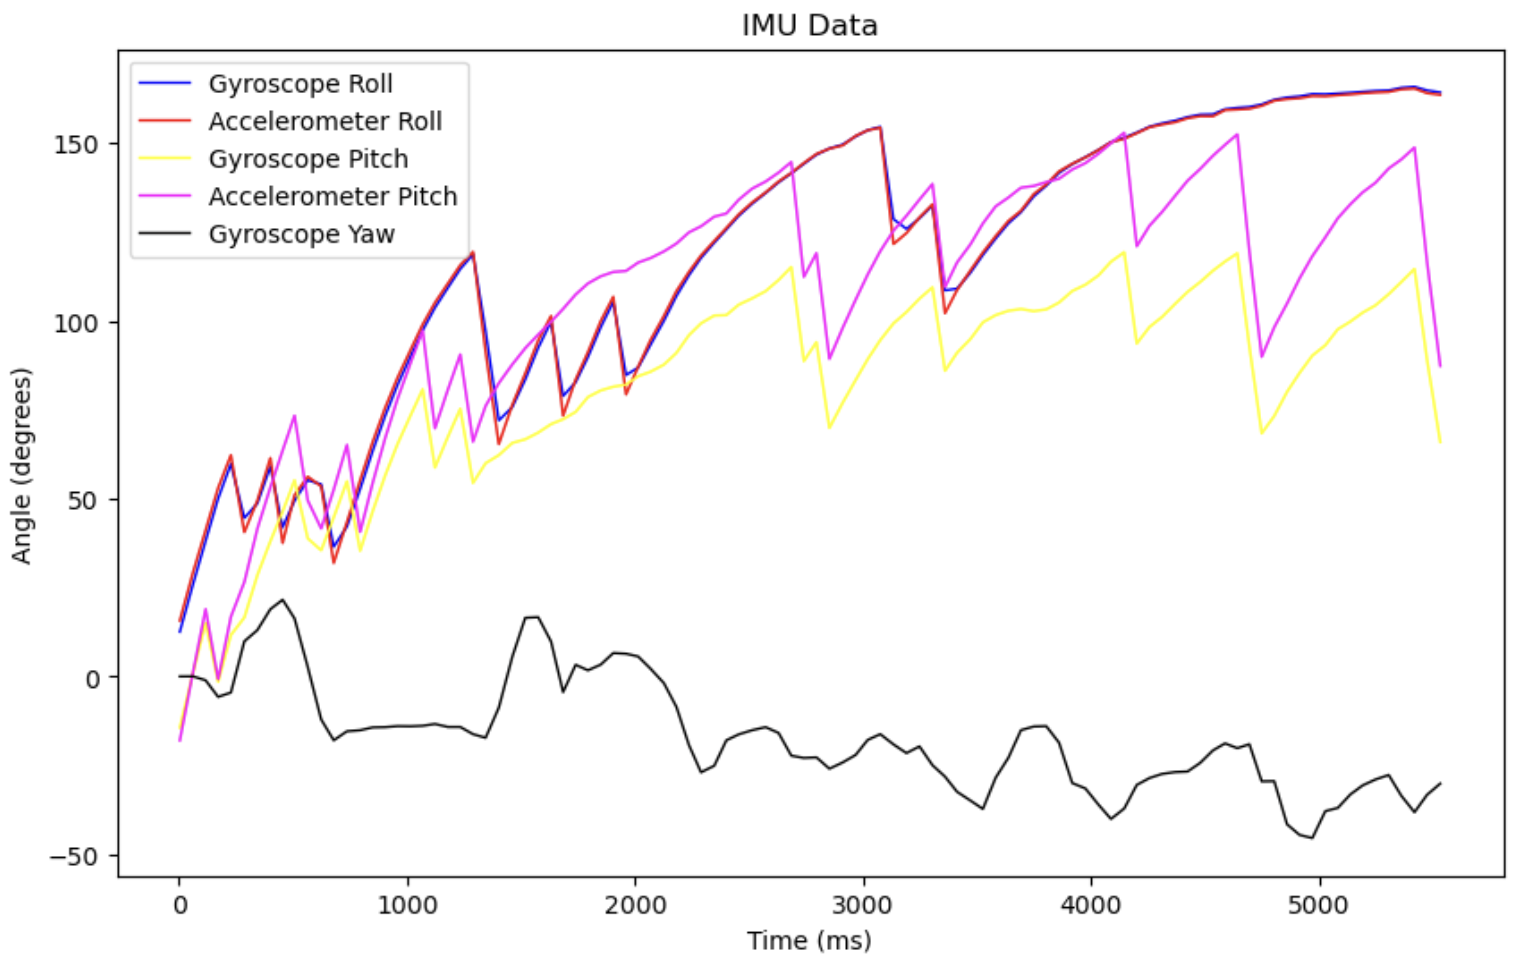 IMU Data
Gyroscope Roll
Accelerometer Roll
Gyroscope Pitch
Accelerometer Pitch
Gyroscope Yaw
Angle (degrees)
150
100
50
0
−50
0 1000 2000 3000 4000 5000
Time (ms)